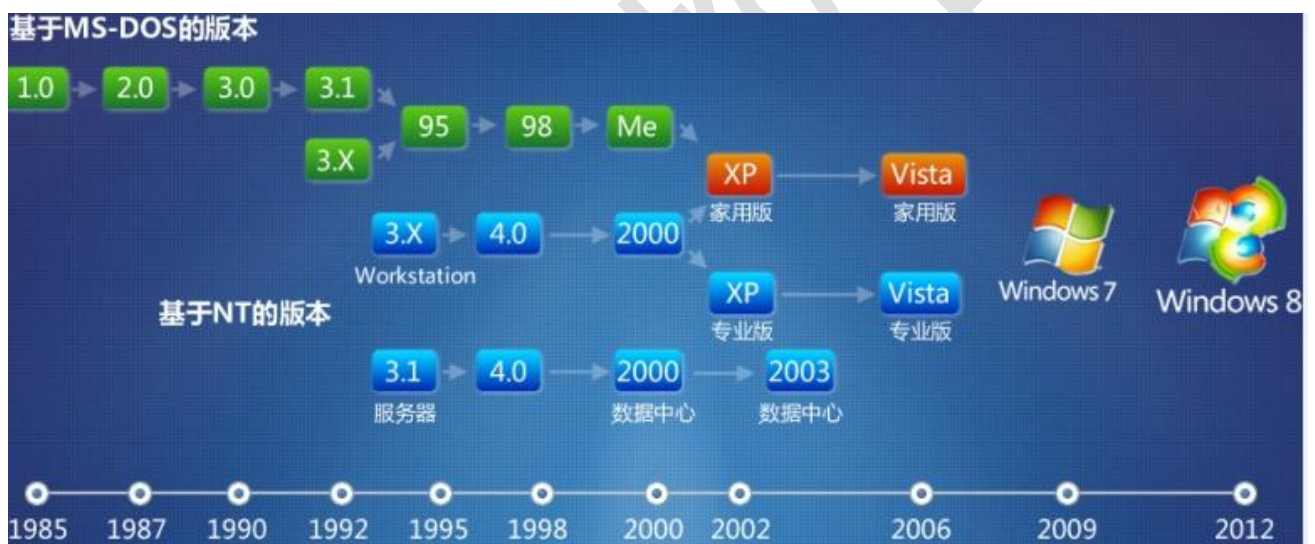 基于MS-DOS的版本
1.0 2.0 3.0 3.1
95 98 Me
3.X
XP Vista
家用版 家用版
3.X 4.0 2000
Workstation
XP Vista
Windows 7
Windows 8
专业版 专业版
基于NT的版本
3.1 4.0 2000 2003
服务器 数据中心 数据中心
1985 1987 1990 1992 1995 1998 2000 2002 2006 2009 2012